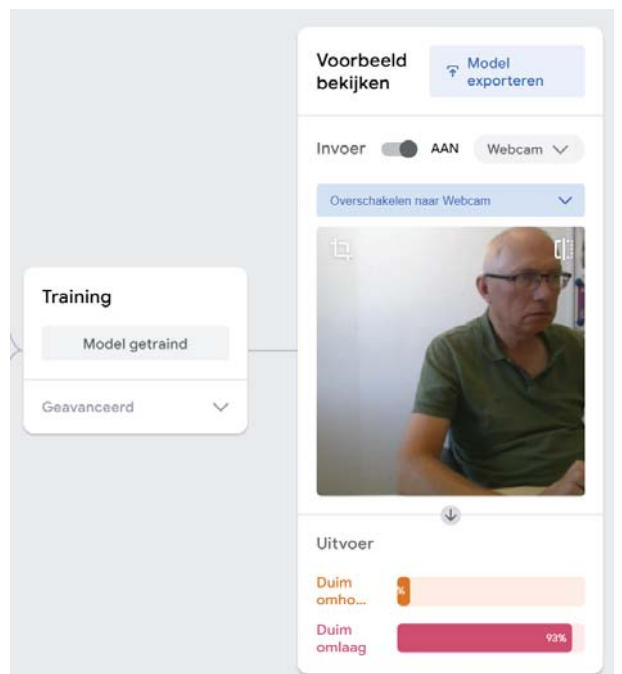 Voorbeeld
bekijken
Model
exporteren
Invoer
AAN
Webcam
Overschakelen naar Webcam
Training
Model getraind
Geavanceerd
Uitvoer
Duim
omho...
%
Duim
omlaag
93%